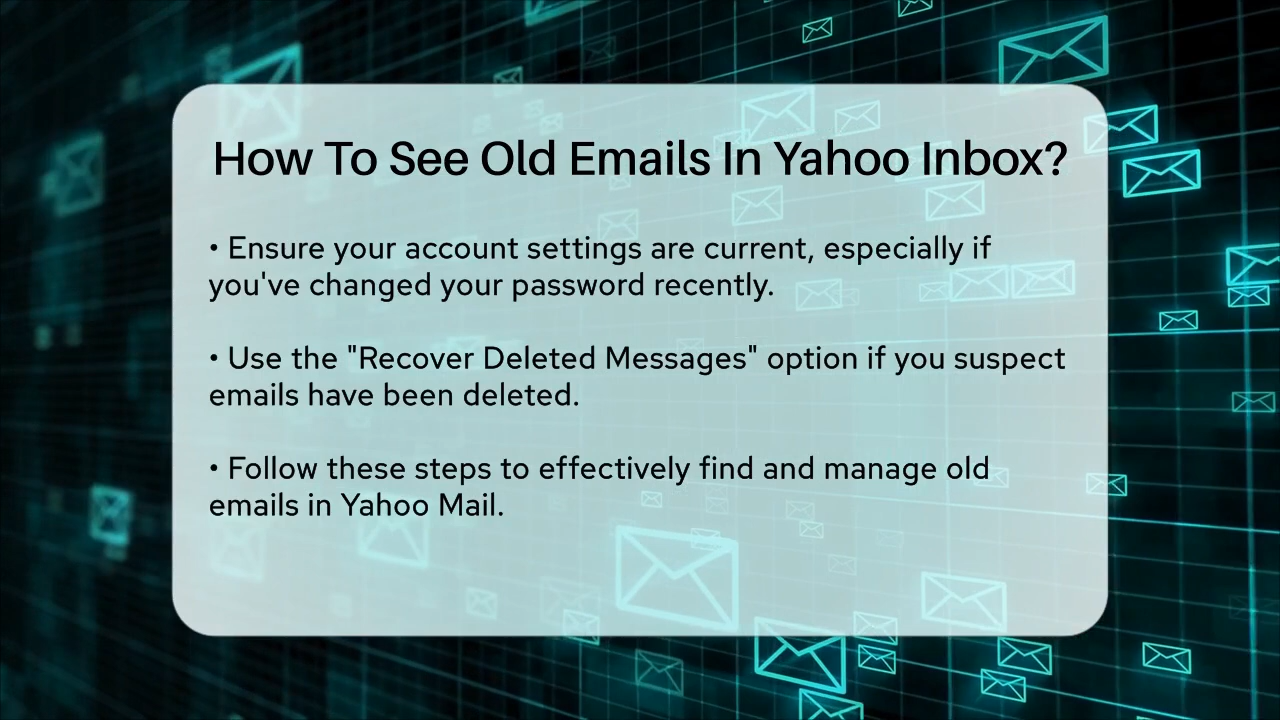 How To See Old Emails In Yahoo Inbox?
• Ensure your account settings are current, especially if
you've changed your password recently.
• Use the "Recover Deleted Messages" option if you suspect
emails have been deleted.
• Follow these steps to effectively find and manage old
emails in Yahoo Mail.